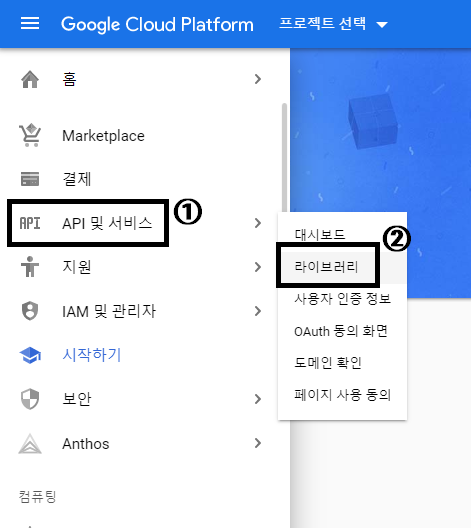 Google Cloud Platform 프로젝트 선택
홈
Marketplace
결제
API API 및 서비스 ①
지원
IAM 및 관리자
시작하기
보안
Anthos
컴퓨팅
대시보드 ②
라이브러리
사용자 인증 정보
OAuth 동의 화면
도메인 확인
페이지 사용 동의